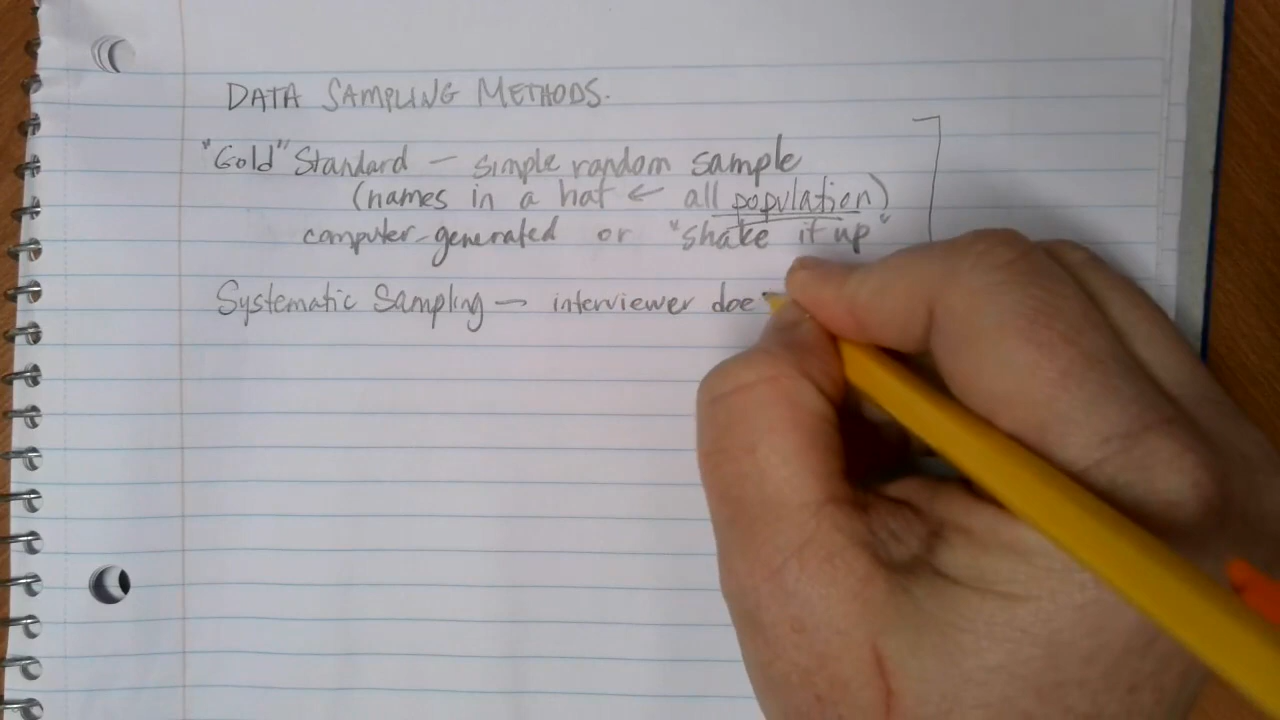 DATA SAMPLING METHODS.
"Gold" Standard - simple random sample
(names in a hat ← all population)
computer-generated or "shake it up"
Systematic Sampling - interviewer doe